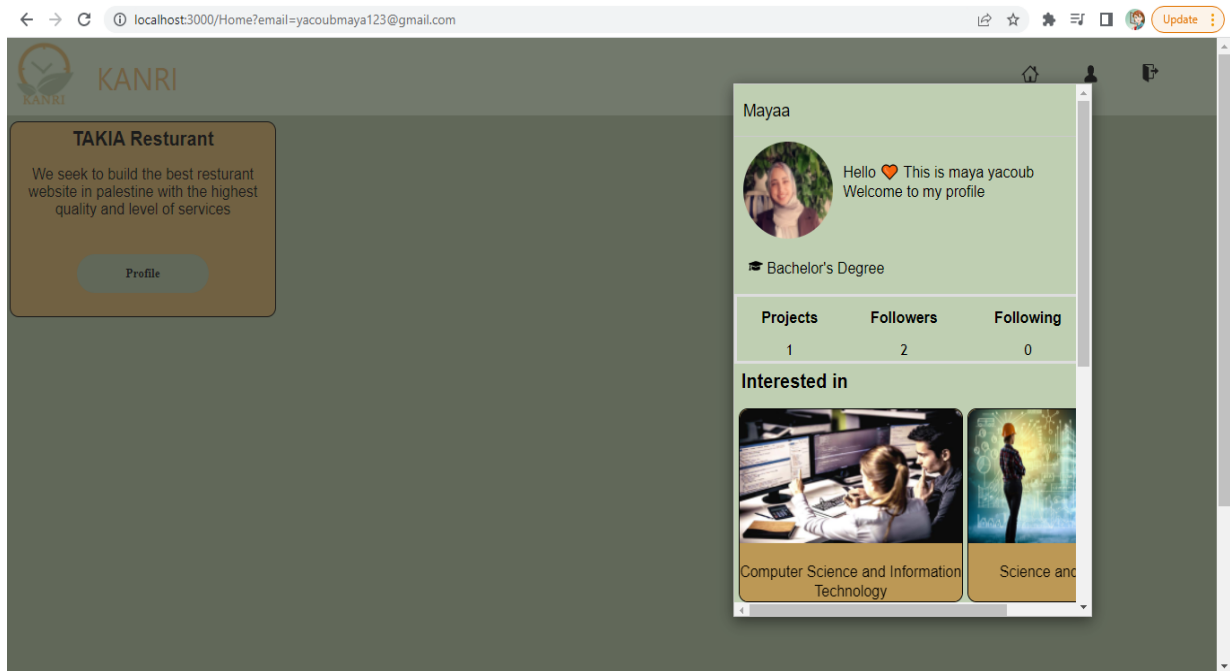 localhost:3000/Home?email=yacoubmaya123@gmail.com
Update
KANRI
KANRI
TAKIA Resturant
We seek to build the best resturant
website in palestine with the highest
quality and level of services
Profile
Mayaa
Hello 🧡 This is maya yacoub
Welcome to my profile
Bachelor's Degree
Projects Followers Following
1 2 0
Interested in
Computer Science and Information
Technology
Science and